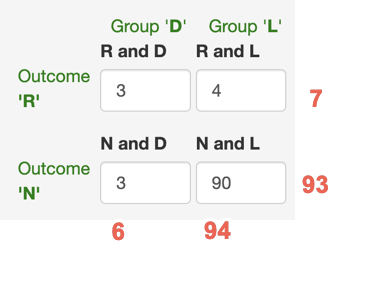 Group 'D' Group 'L'
R and D R and L
Outcome
'R'
3 4 7
N and D N and L
Outcome
'N'
3 90 93
6 94